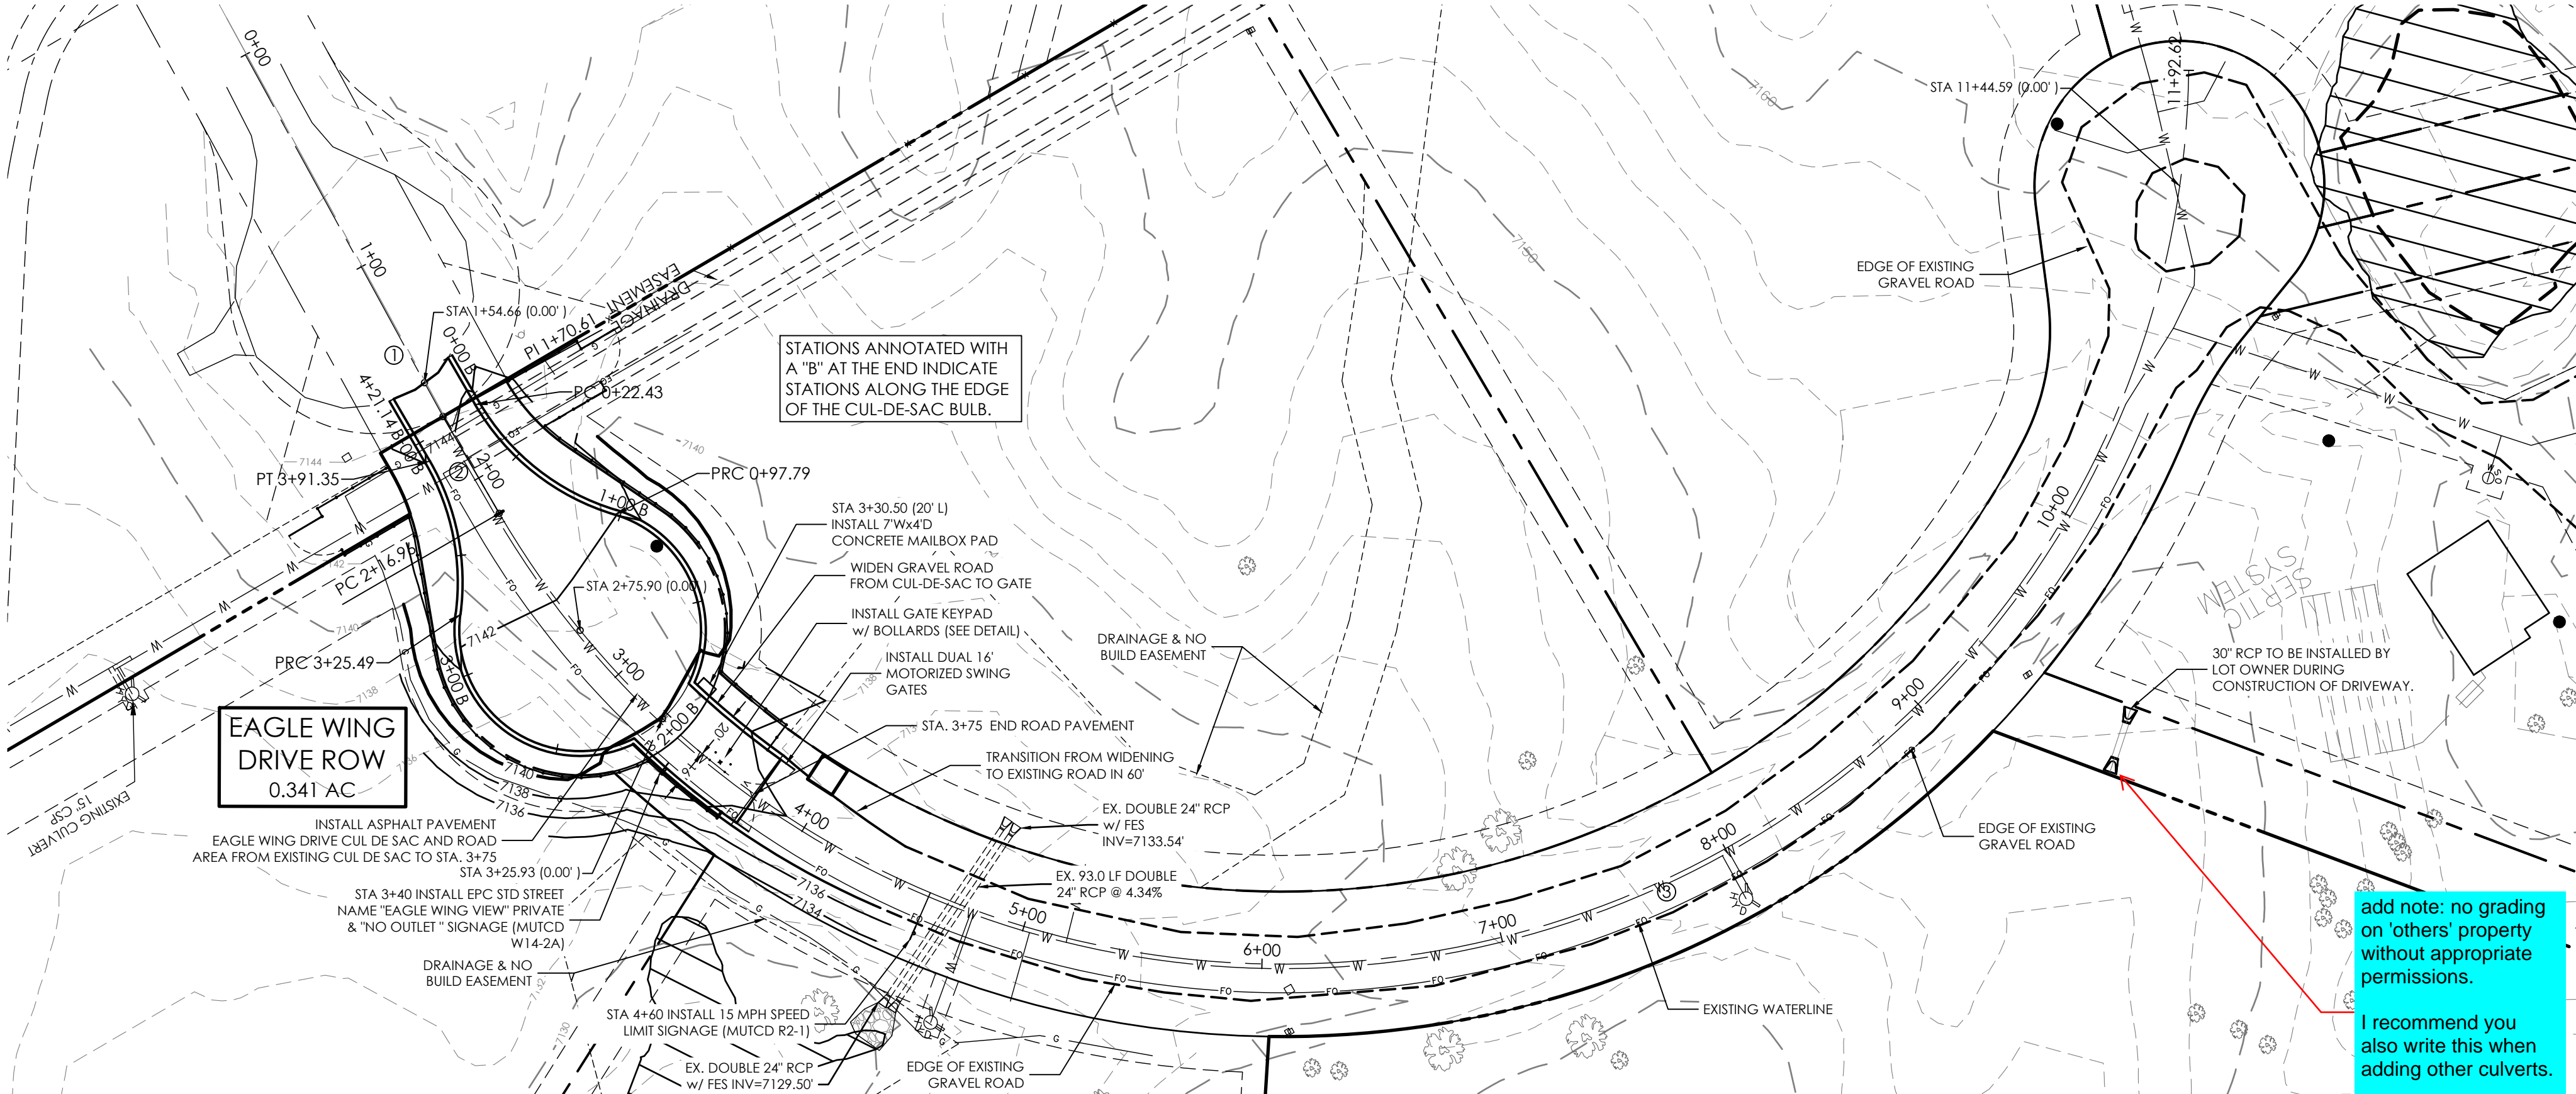 0+00
1+00
STA 1+54.66 (0.00' )
0+00 B
PI 1+70.61
DRAINAGE
EASEMENT
PC 0+22.43
4+21.14 B
7144
7144
2+00
PT 3+91.35
PRC 0+97.79
1+00 B
7140
PC 2+16.96
STA 2+75.90 (0.00' )
7142
7140
PRC 3+25.49
3+00 B
3+00
7138
7136
STATIONS ANNOTATED WITH
A "B" AT THE END INDICATE
STATIONS ALONG THE EDGE
OF THE CUL-DE-SAC BULB.
STA 3+30.50 (20' L)
INSTALL 7'Wx4'D
CONCRETE MAILBOX PAD
WIDEN GRAVEL ROAD
FROM CUL-DE-SAC TO GATE
INSTALL GATE KEYPAD
w/ BOLLARDS (SEE DETAIL)
INSTALL DUAL 16'
MOTORIZED SWING
GATES
STA. 3+75 END ROAD PAVEMENT
TRANSITION FROM WIDENING
TO EXISTING ROAD IN 60'
EX. DOUBLE 24" RCP
w/ FES
INV=7133.54'
EX. 93.0 LF DOUBLE
24" RCP @ 4.34%
DRAINAGE & NO
BUILD EASEMENT
EAGLE WING
DRIVE ROW
0.341 AC
EXISTING CULVERT
15" CSP
7140
7138
7136
2+00 B
20'
INSTALL ASPHALT PAVEMENT
EAGLE WING DRIVE CUL DE SAC AND ROAD
AREA FROM EXISTING CUL DE SAC TO STA. 3+75
STA 3+25.93 (0.00' )
STA 3+40 INSTALL EPC STD STREET
NAME "EAGLE WING VIEW" PRIVATE
& "NO OUTLET " SIGNAGE (MUTCD
W14-2A)
DRAINAGE & NO
BUILD EASEMENT
7132
7130
STA 4+60 INSTALL 15 MPH SPEED
LIMIT SIGNAGE (MUTCD R2-1)
EX. DOUBLE 24" RCP
w/ FES INV=7129.50'
EDGE OF EXISTING
GRAVEL ROAD
7136
7134
4+00
5+00
6+00
7+00
8+00
9+00
10+00
EXISTING WATERLINE
EDGE OF EXISTING
GRAVEL ROAD
7150
7160
STA 11+44.59 (0.00' )
11+92.62
EDGE OF EXISTING
GRAVEL ROAD
SEPTIC
SYSTEM
30" RCP TO BE INSTALLED BY
LOT OWNER DURING
CONSTRUCTION OF DRIVEWAY.
add note: no grading
on 'others' property
without appropriate
permissions.
I recommend you
also write this when
adding other culverts.